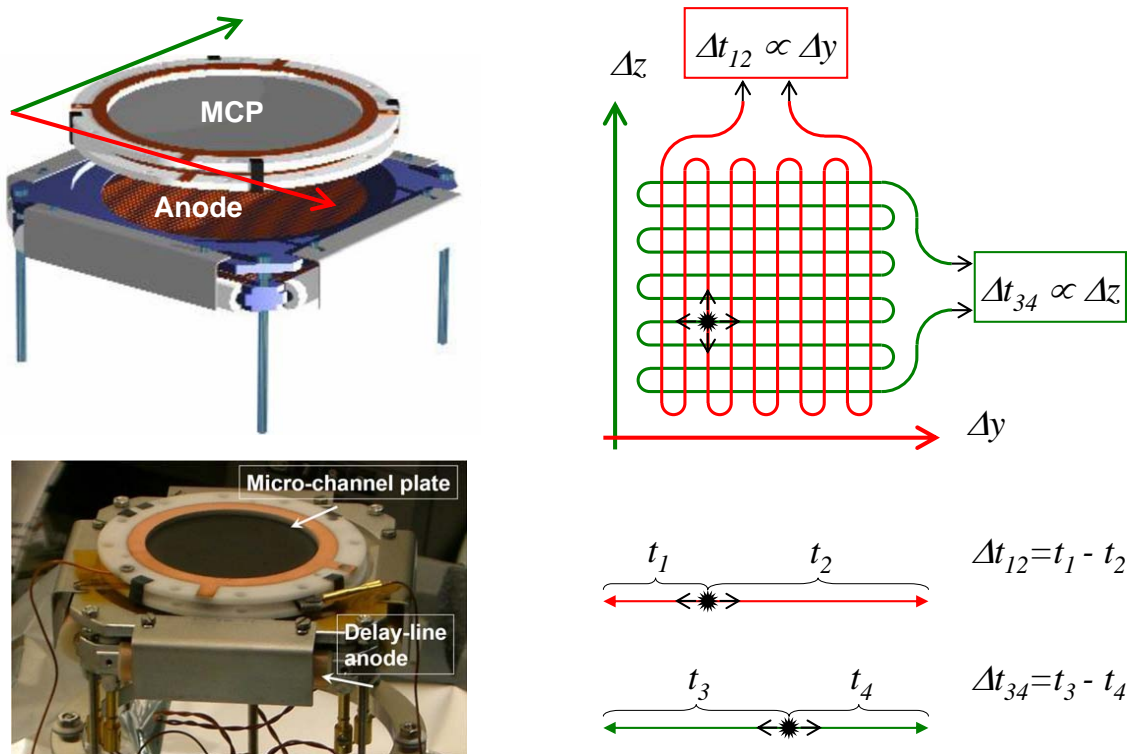 MCP
Anode
Δt₁₂ ∝ Δy
Δz
Δt₃₄ ∝ Δz
Δy
Micro-channel plate
Delay-line
anode
t₁
t₂
Δt₁₂=t₁ - t₂
t₃
t₄
Δt₃₄=t₃ - t₄